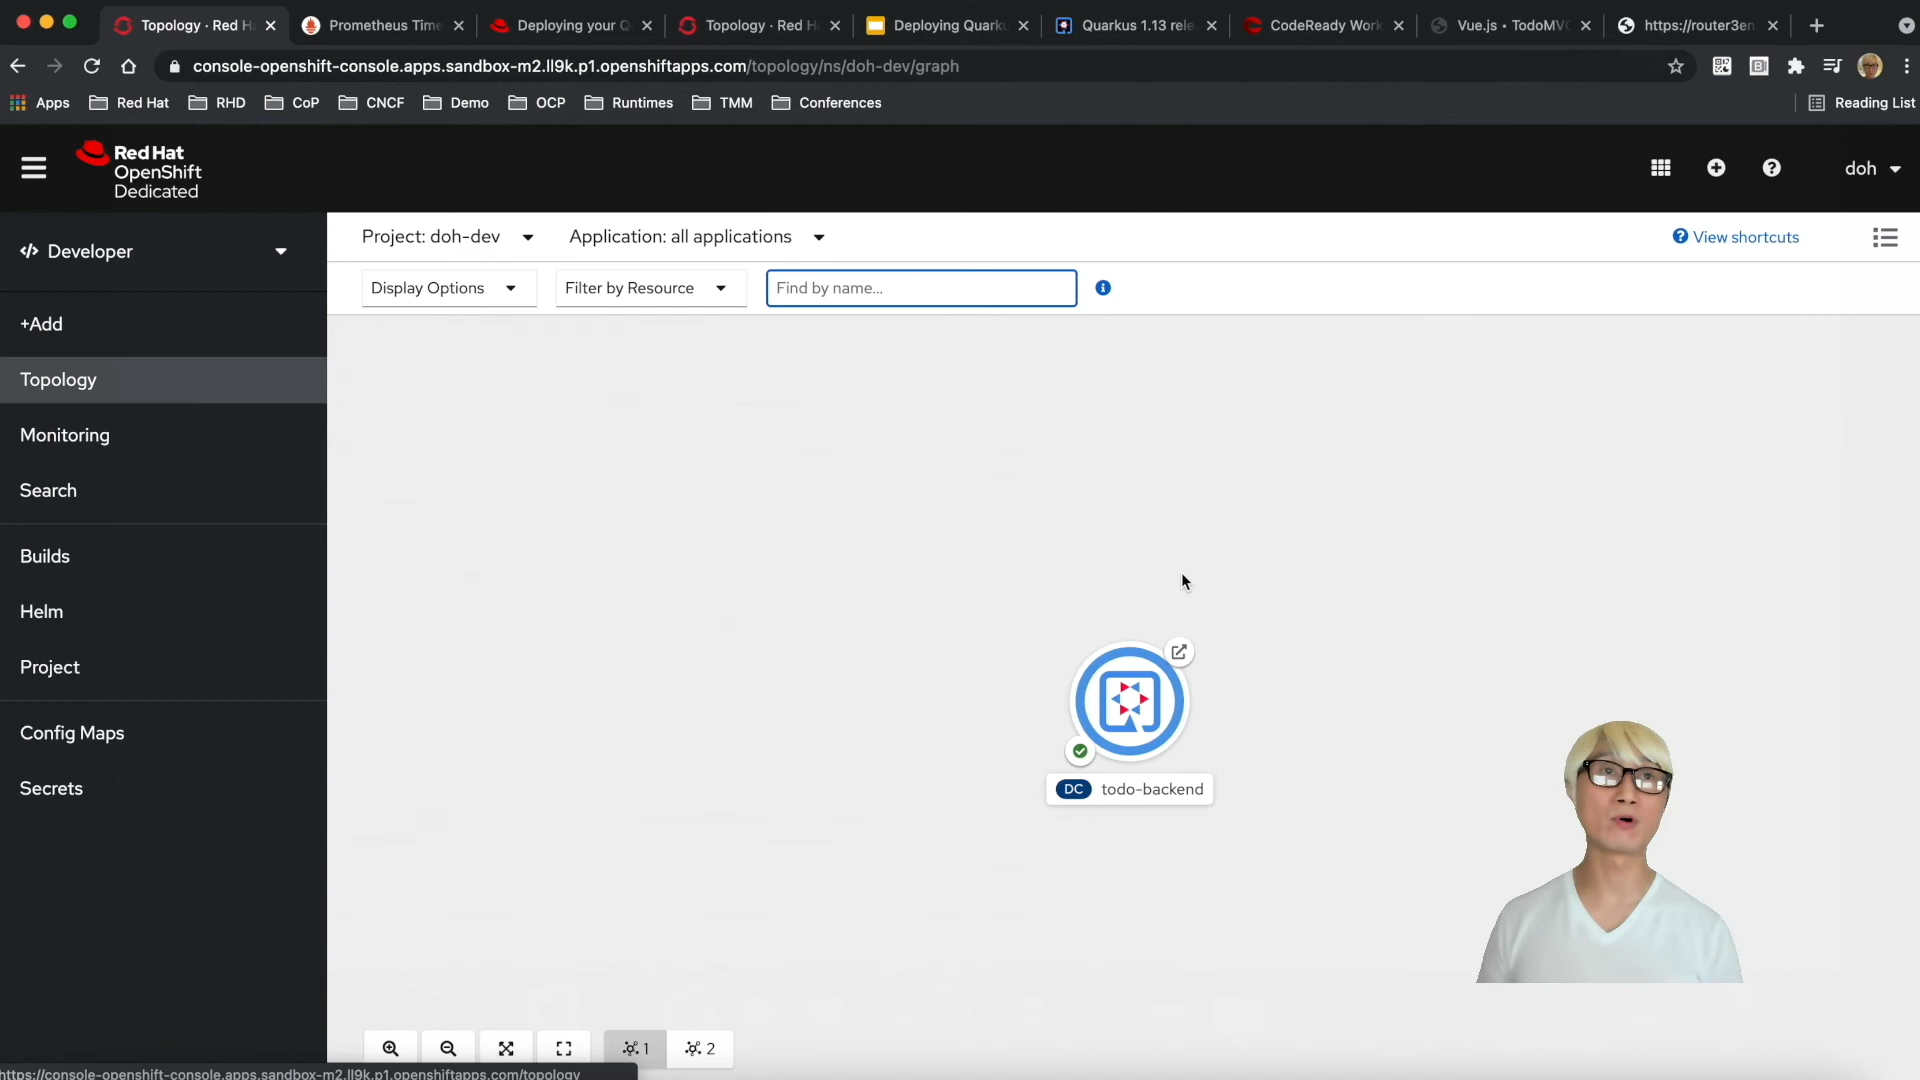 Topology · Red H
Prometheus Time
Deploying your Q
Topology · Red H
Deploying Quark
Quarkus 1.13 rele
CodeReady Work
Vue.js • TodoMVC
https://router3en
console-openshift-console.apps.sandbox-m2.ll9k.p1.openshiftapps.com/topology/ns/doh-dev/graph
Apps
Red Hat
RHD
CoP
CNCF
Demo
OCP
Runtimes
TMM
Conferences
Reading List
Red Hat
OpenShift
Dedicated
doh
Developer
Project: doh-dev
Application: all applications
View shortcuts
Display Options
Filter by Resource
Find by name...
+Add
Topology
Monitoring
Search
Builds
Helm
Project
Config Maps
Secrets
DC todo-backend
1
2
https://console-openshift-console.apps.sandbox-m2.ll9k.p1.openshiftapps.com/topology